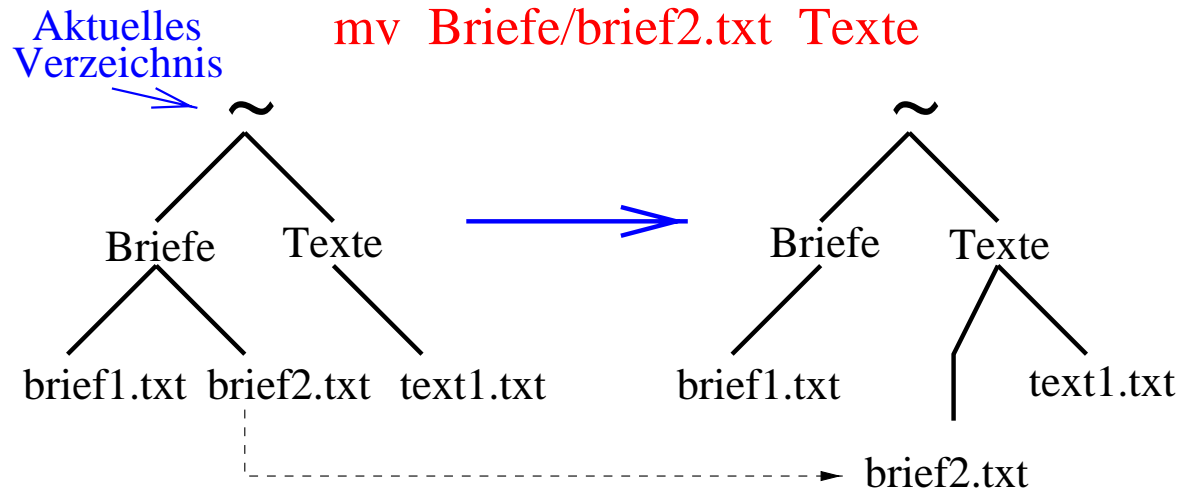 Aktuelles
Verzeichnis
mv Briefe/brief2.txt Texte
~
Briefe Texte
brief1.txt brief2.txt text1.txt
~
Briefe Texte
brief1.txt text1.txt
brief2.txt